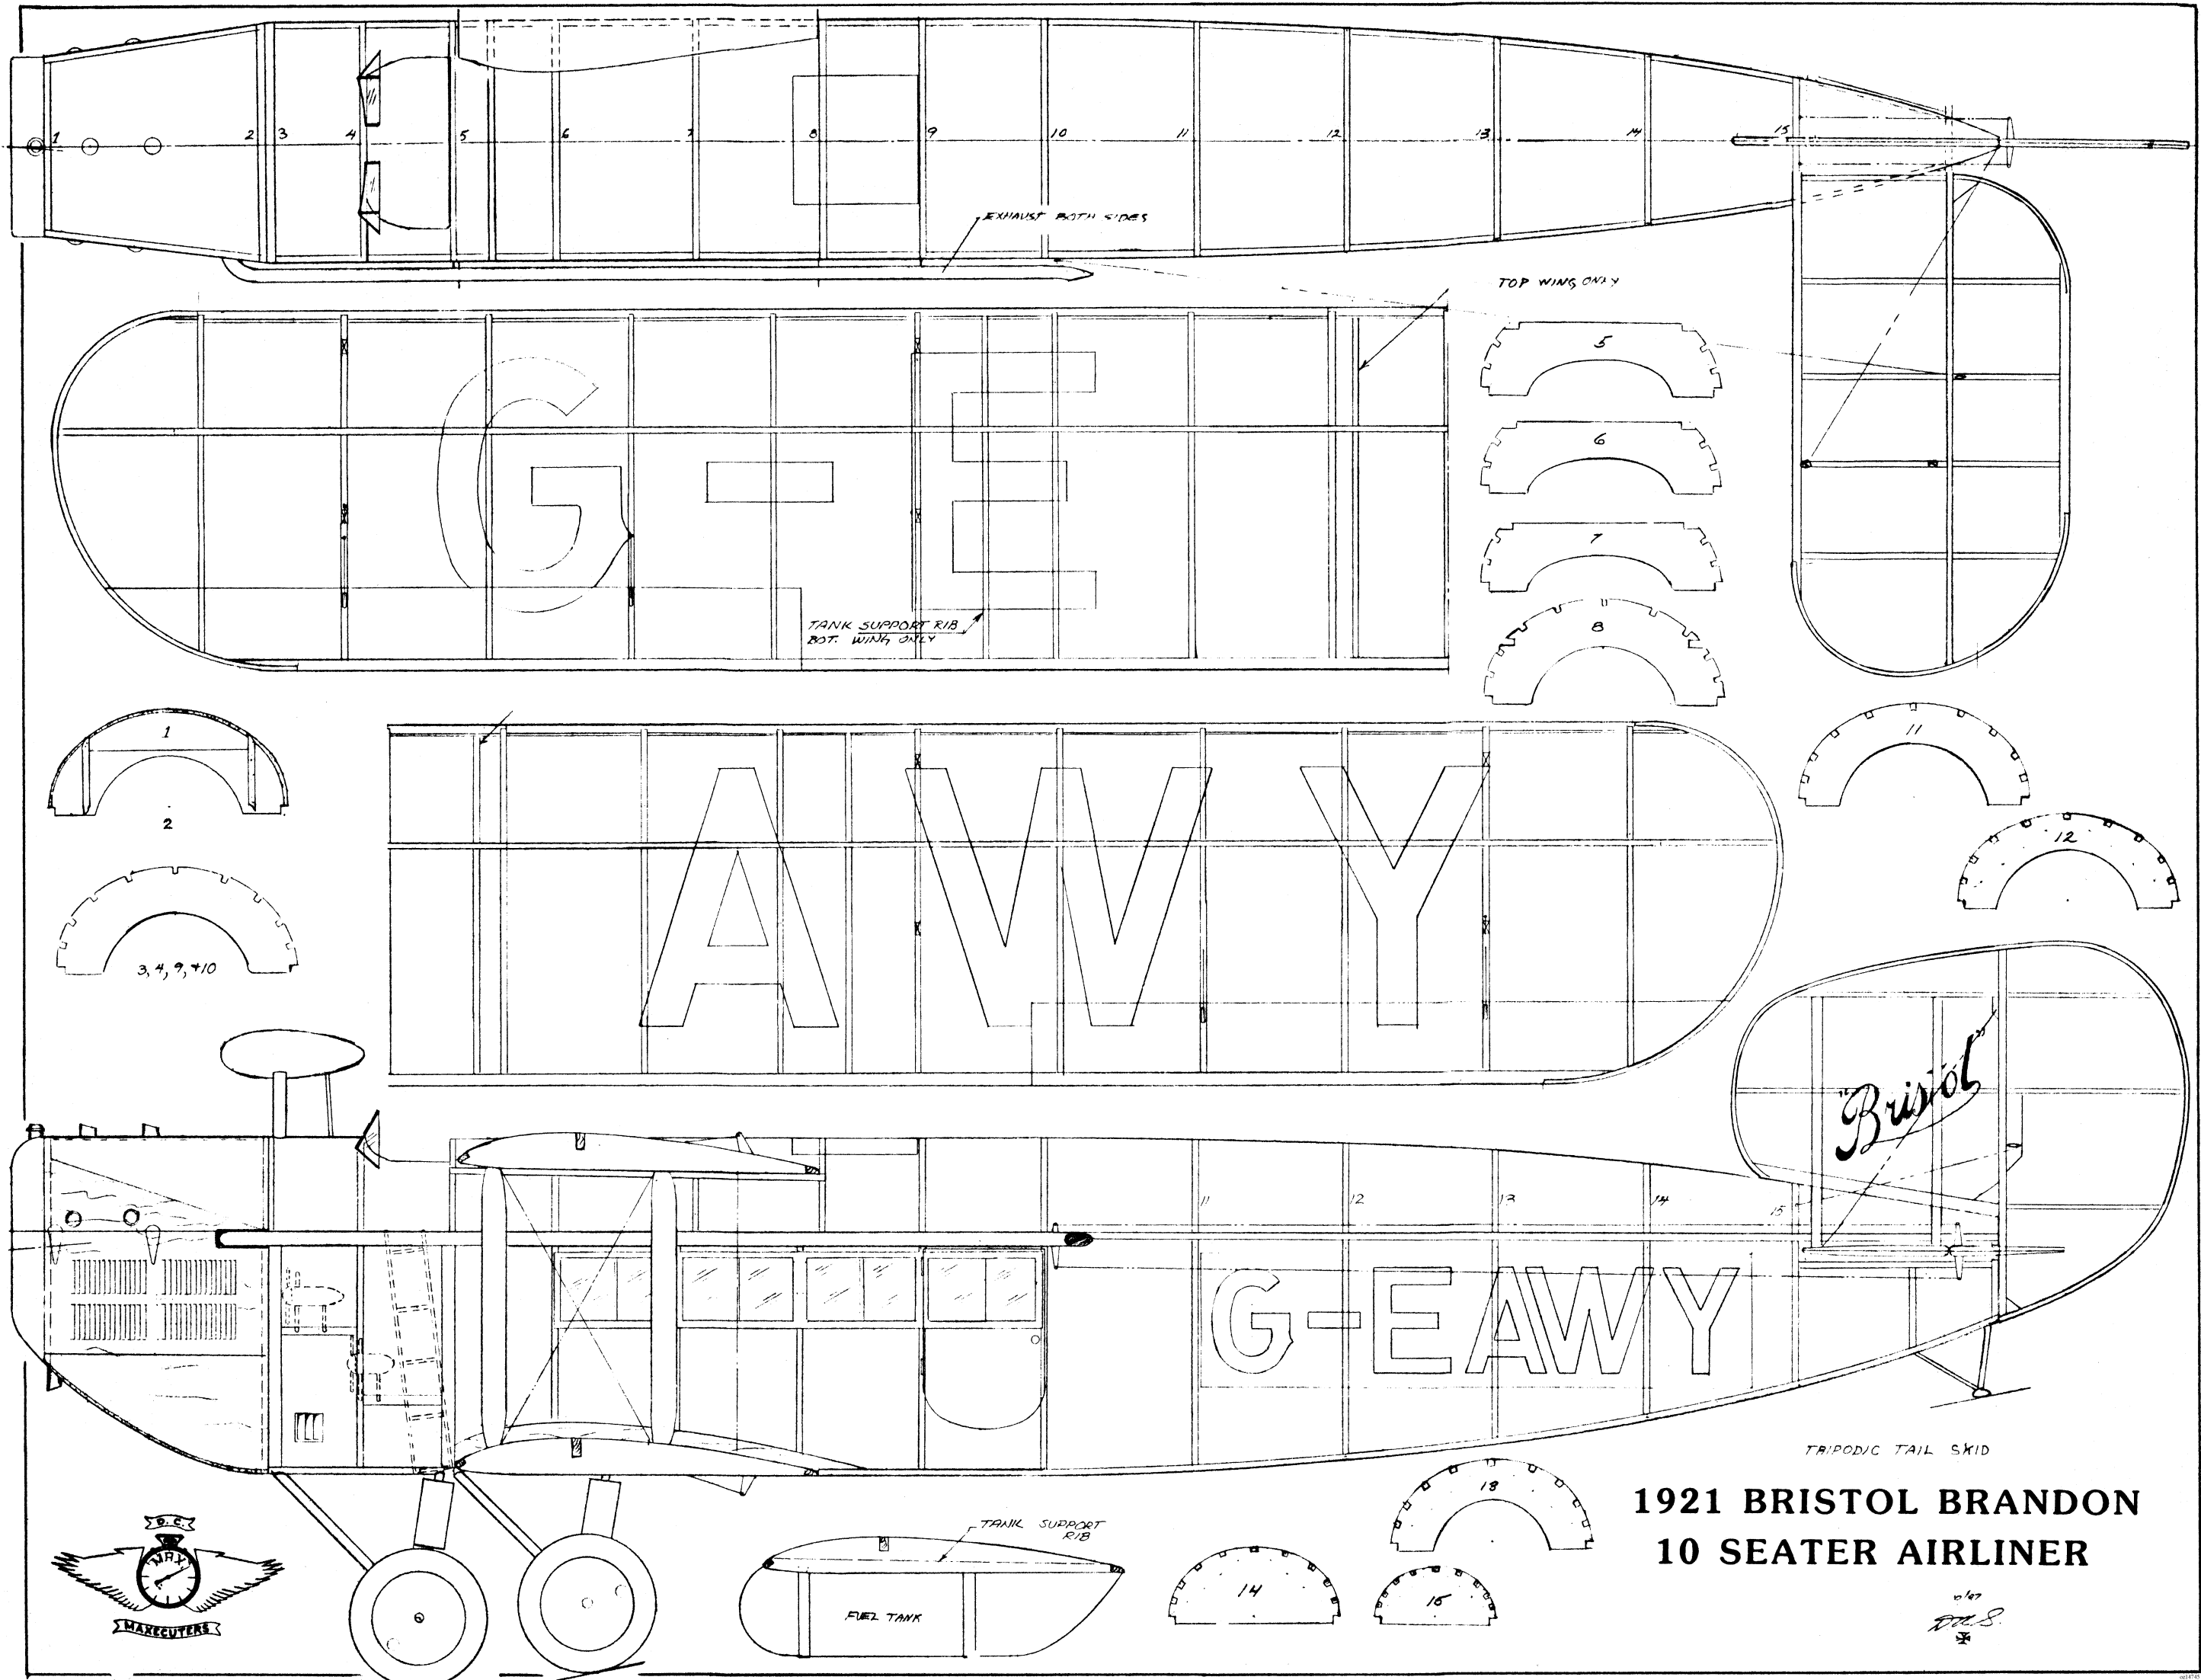 1 2 3 4 5 6 7 8 9 10 11 12 13 14 15
EXHAUST BOTH SIDES
TOP WING ONLY
5
6
7
8
G-E
TANK SUPPORT RIB
BOT. WING ONLY
1
2
3, 4, 9, +10
AWY
11
12
"Bristol"
11 12 13 14 15
G-EAWY
TRIPODIC TAIL SKID
D.C.
MAX
MAXECUTERS
TANK SUPPORT
RIB
FUEL TANK
14
13
15
1921 BRISTOL BRANDON
10 SEATER AIRLINER